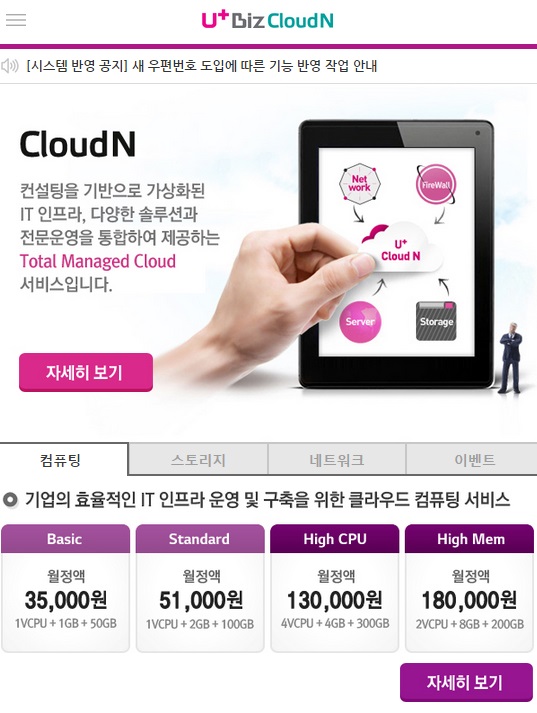 U+ Biz CloudN
[시스템 반영 공지] 새 우편번호 도입에 따른 기능 반영 작업 안내
CloudN
컨설팅을 기반으로 가상화된
IT 인프라, 다양한 솔루션과
전문운영을 통합하여 제공하는
Total Managed Cloud
서비스입니다.
자세히 보기
Net
work
FireWall
U+
Cloud N
Server
Storage
컴퓨팅
스토리지
네트워크
이벤트
기업의 효율적인 IT 인프라 운영 및 구축을 위한 클라우드 컴퓨팅 서비스
Basic
월정액
35,000원
1VCPU + 1GB + 50GB
Standard
월정액
51,000원
1VCPU + 2GB + 100GB
High CPU
월정액
130,000원
4VCPU + 4GB + 300GB
High Mem
월정액
180,000원
2VCPU + 8GB + 200GB
자세히 보기